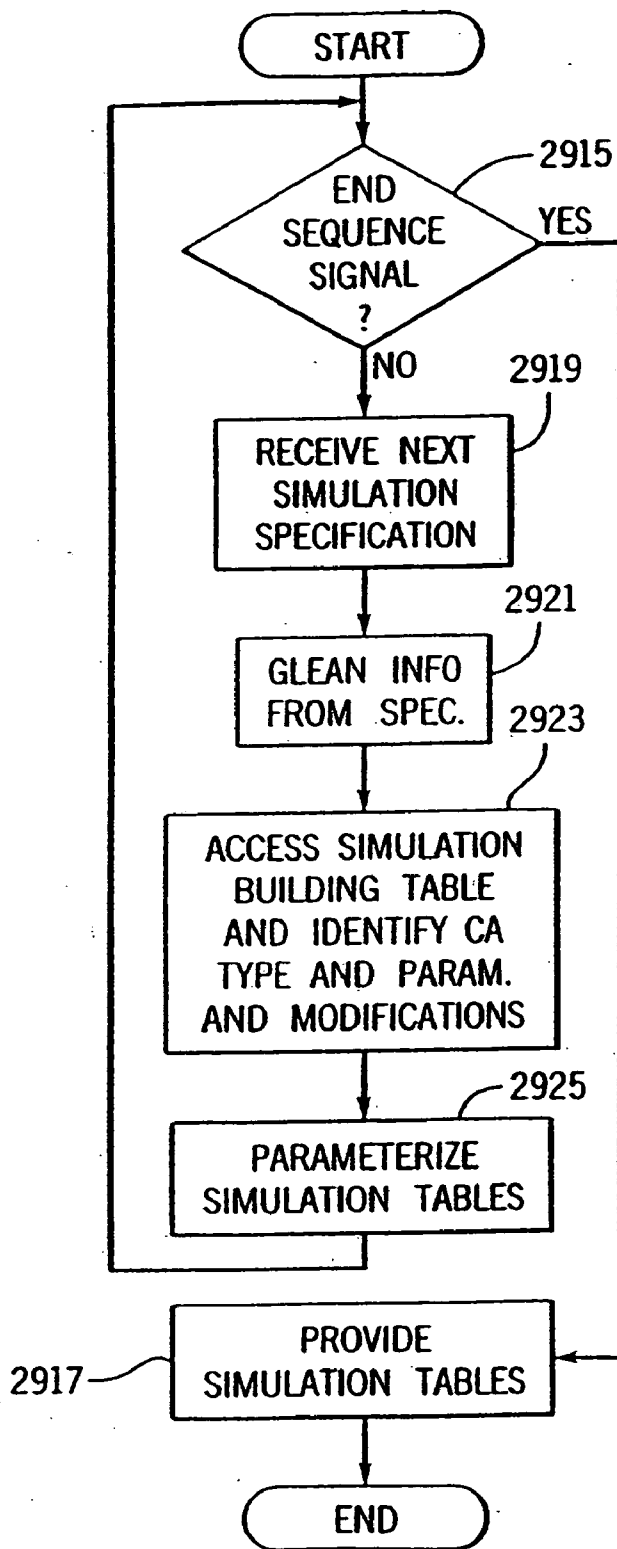 START
2915
END
SEQUENCE
SIGNAL
?
YES
NO
2919
RECEIVE NEXT
SIMULATION
SPECIFICATION
2921
GLEAN INFO
FROM SPEC.
2923
ACCESS SIMULATION
BUILDING TABLE
AND IDENTIFY CA
TYPE AND PARAM.
AND MODIFICATIONS
2925
PARAMETERIZE
SIMULATION TABLES
PROVIDE
SIMULATION TABLES
2917
END